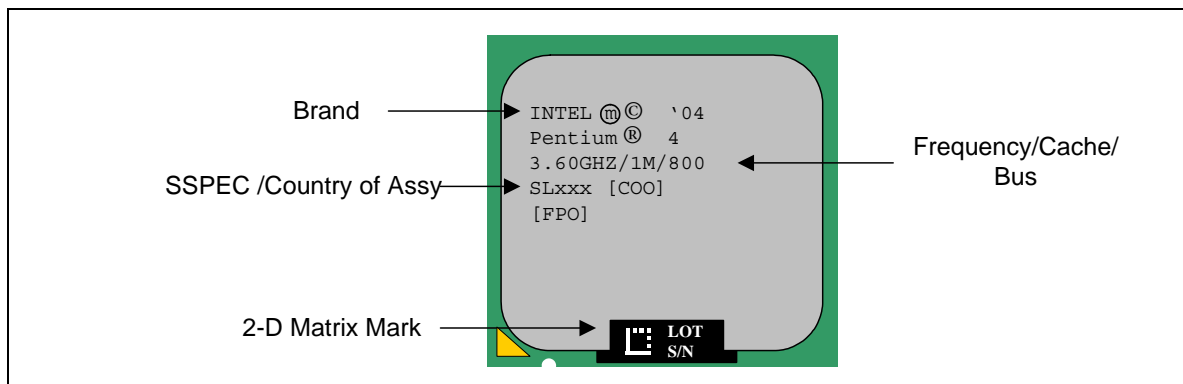 Brand
INTEL ⓜ© ‘04
Pentium® 4
3.60GHZ/1M/800
Frequency/Cache/
Bus
SSPEC /Country of Assy
SLxxx [COO]
[FPO]
2-D Matrix Mark
LOT
S/N